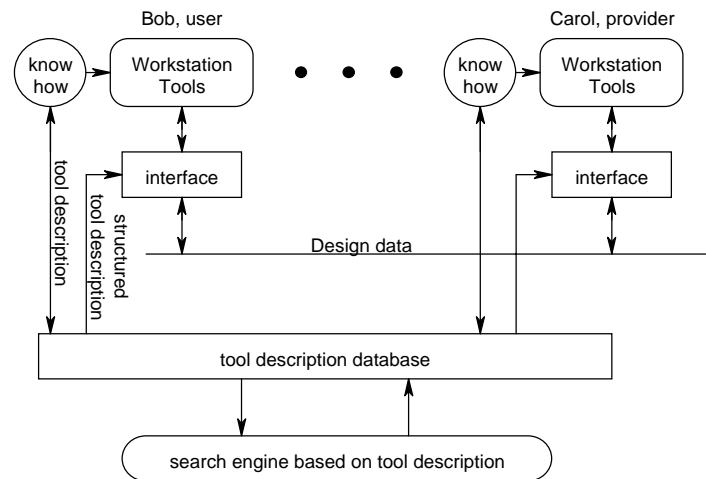 Bob, user
Carol, provider
know
how
Workstation
Tools
know
how
Workstation
Tools
interface
interface
tool description
structured
tool description
Design data
tool description database
search engine based on tool description